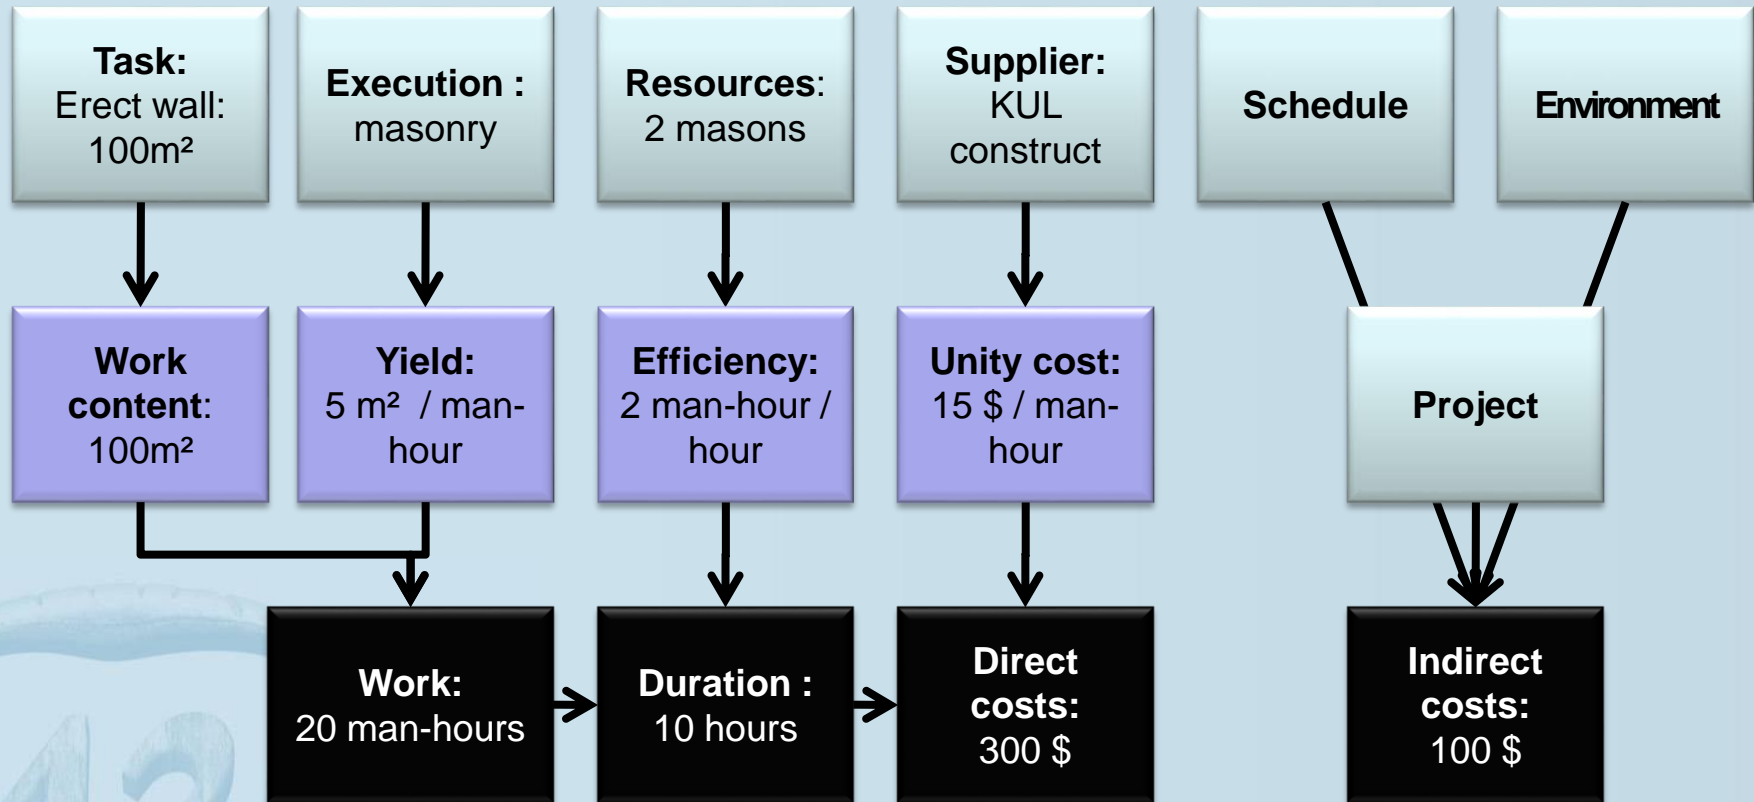 Task:
Erect wall:
100m²
Execution :
masonry
Resources:
2 masons
Supplier:
KUL
construct
Schedule
Environment
Work
content:
100m²
Yield:
5 m² / man-
hour
Efficiency:
2 man-hour /
hour
Unity cost:
15 $ / man-
hour
Project
Work:
20 man-hours
Duration :
10 hours
Direct
costs:
300 $
Indirect
costs:
100 $
12